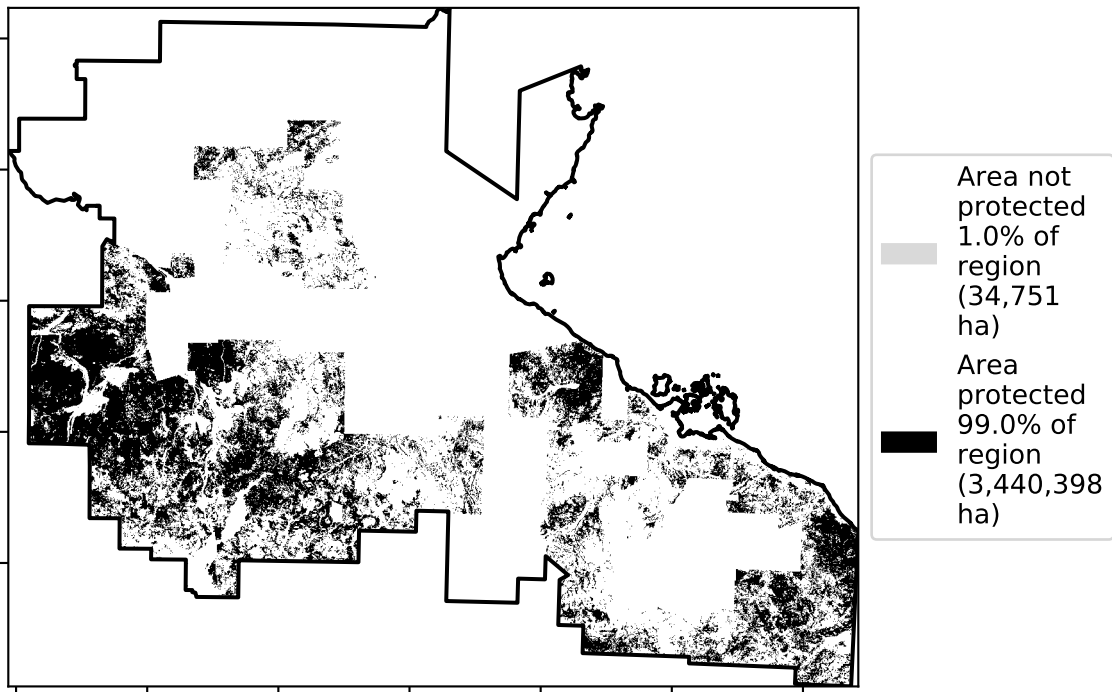 Area not
protected
1.0% of
region
(34,751
ha)
Area
protected
99.0% of
region
(3,440,398
ha)